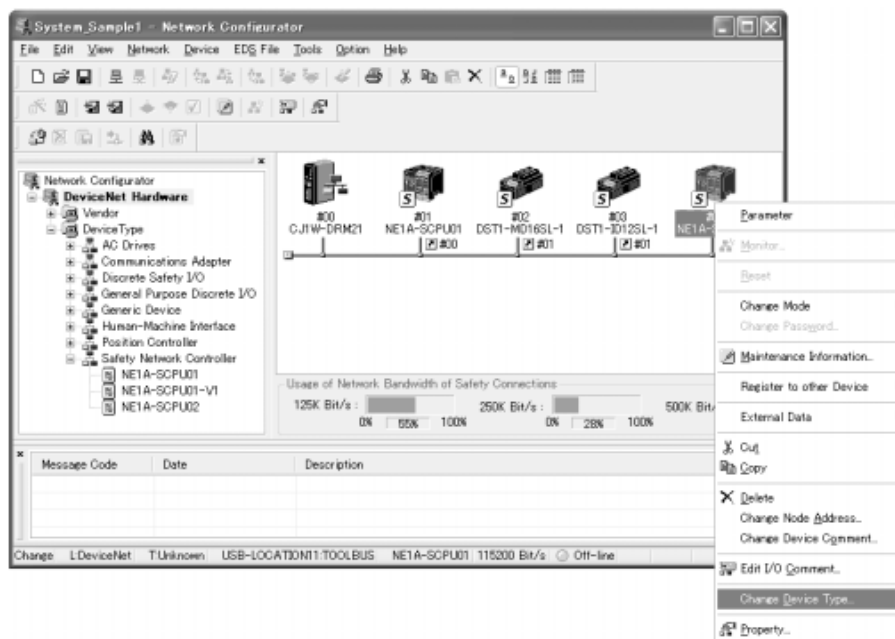 System_Sample1 - Network Configurator
File Edit View Network Device EDS File Tools Option Help
Network Configurator
DeviceNet Hardware
Vendor
DeviceType
AC Drives
Communications Adapter
Discrete Safety I/O
General Purpose Discrete I/O
Generic Device
Human-Machine Interface
Position Controller
Safety Network Controller
NE1A-SCPU01
NE1A-SCPU01-V1
NE1A-SCPU02
#00
CJ1W-DRM21
#01
NE1A-SCPU01
#00
#02
DST1-MD16SL-1
#01
#03
DST1-ID12SL-1
#01
NE1A-S
Usage of Network Bandwidth of Safety Connections
125K Bit/s : 0% 55% 100%
250K Bit/s : 0% 28% 100%
500K Bit/
Message Code Date Description
Change L:DeviceNet T:Unknown USB-LOCATION11:TOOLBUS NE1A-SCPU01 115200 Bit/s Off-line
Parameter
Monitor...
Reset
Change Mode
Change Password...
Maintenance Information...
Register to other Device
External Data
Cut
Copy
Delete
Change Node Address...
Change Device Comment...
Edit I/O Comment...
Change Device Type...
Property...